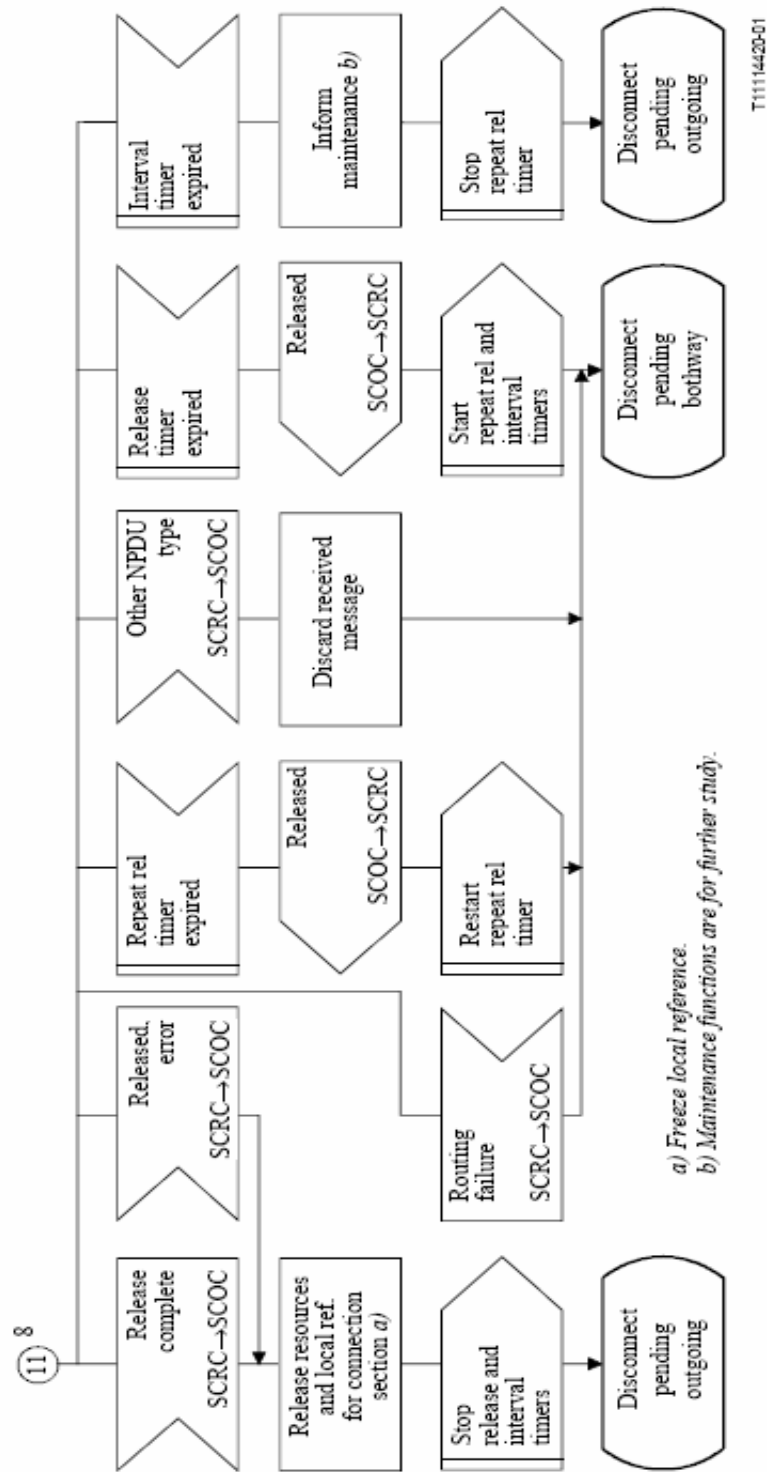 11
8
Release
complete
SCRC→SCOC
Released,
error
SCRC→SCOC
Repeat rel
timer
expired
Other NPDU
type
SCRC→SCOC
Release
timer
expired
Interval
timer
expired
Release resources
and local ref.
for connection
section a)
Released
SCOC→SCRC
Discard received
message
Released
SCOC→SCRC
Inform
maintenance b)
Stop
release and
interval
timers
Routing
failure
SCRC→SCOC
Restart
repeat rel
timer
Start
repeat rel and
interval
timers
Stop
repeat rel
timer
Disconnect
pending
outgoing
Disconnect
pending
bothway
Disconnect
pending
outgoing
a) Freeze local reference.
b) Maintenance functions are for further study.
T11114420-01